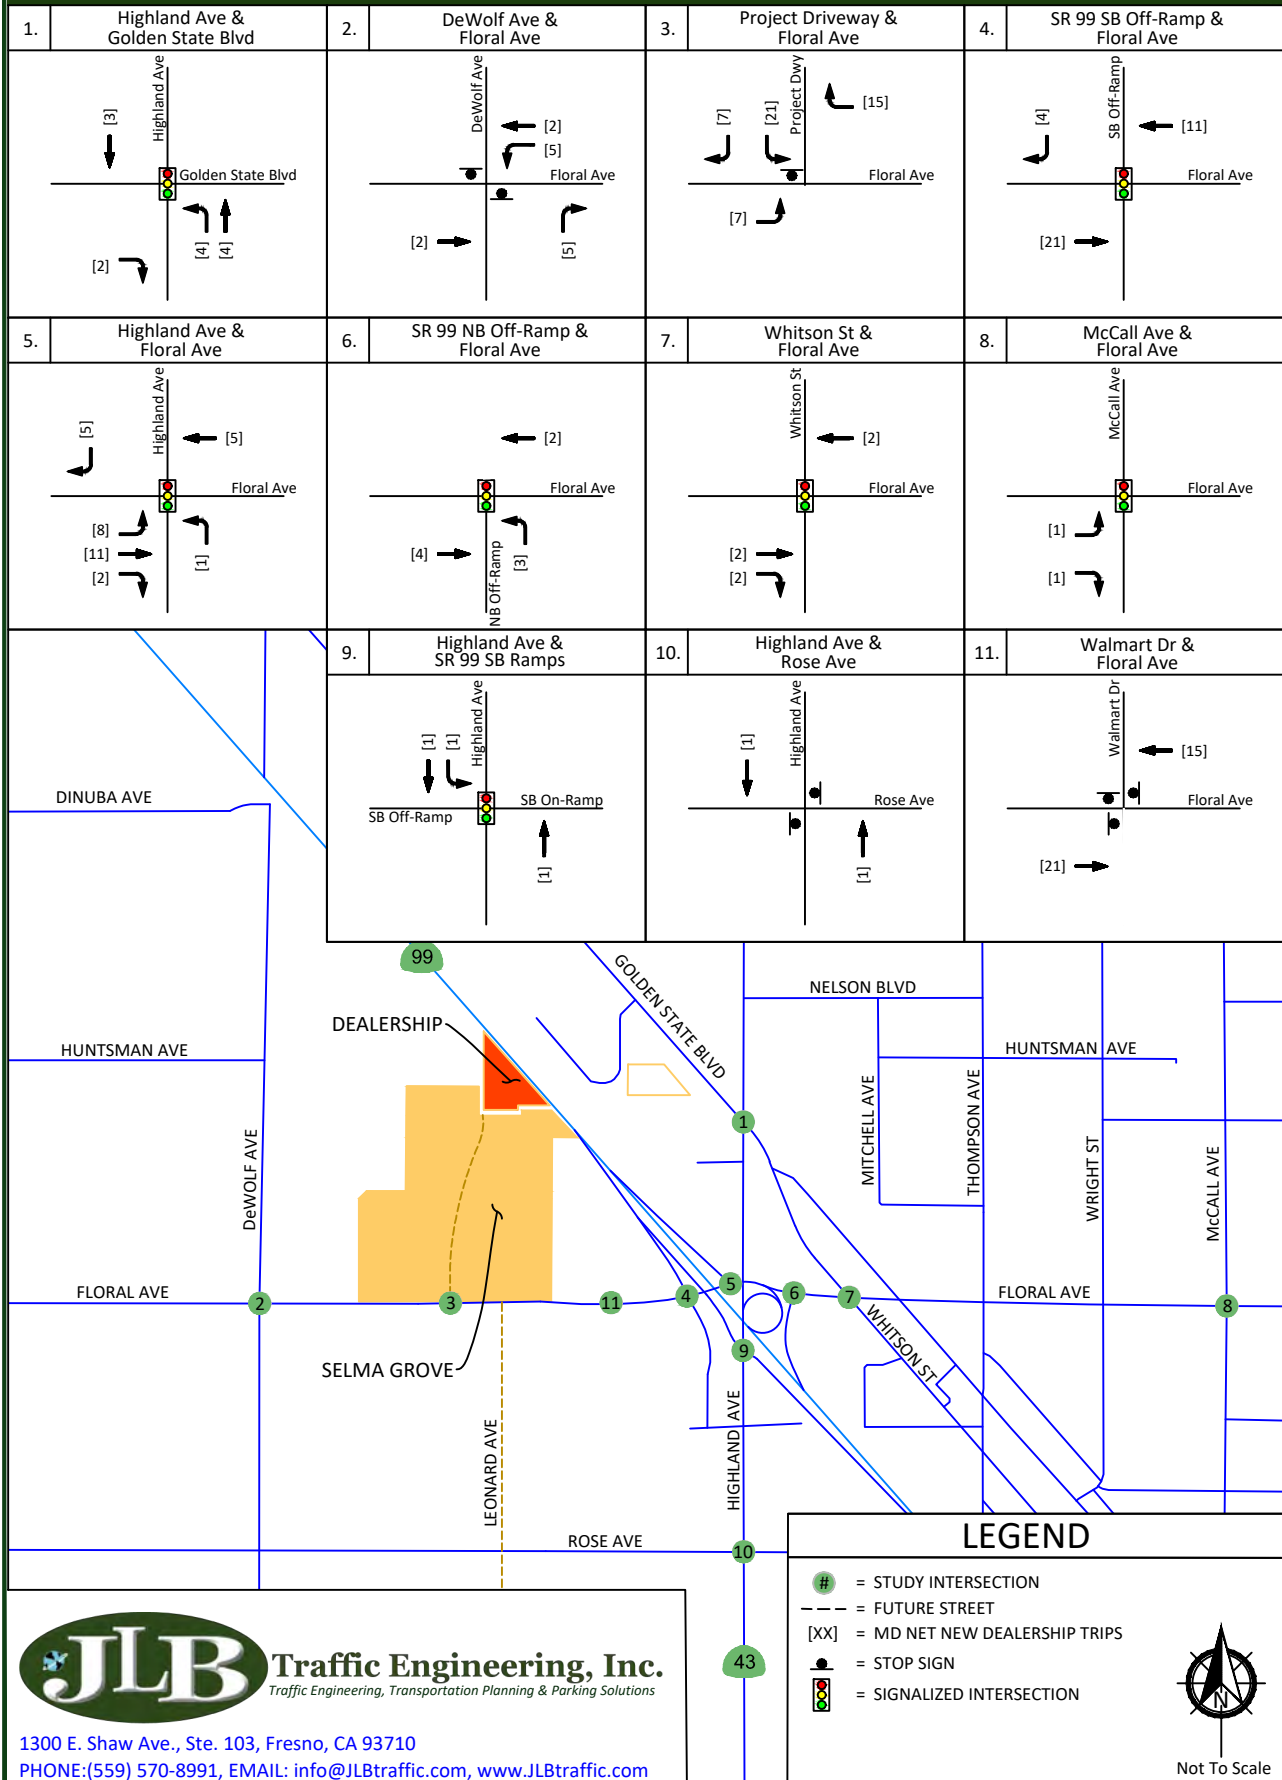 1.
Highland Ave &
Golden State Blvd
Highland Ave
[3]
Golden State Blvd
[4]
[4]
[2]
2.
DeWolf Ave &
Floral Ave
DeWolf Ave
[2]
[5]
Floral Ave
[2]
[5]
3.
Project Driveway &
Floral Ave
Project Dwy
[7]
[21]
[15]
Floral Ave
[7]
4.
SR 99 SB Off-Ramp &
Floral Ave
SB Off-Ramp
[4]
[11]
Floral Ave
[21]
5.
Highland Ave &
Floral Ave
Highland Ave
[5]
[5]
Floral Ave
[8]
[11]
[2]
[1]
6.
SR 99 NB Off-Ramp &
Floral Ave
[2]
Floral Ave
[4]
[3]
NB Off-Ramp
7.
Whitson St &
Floral Ave
Whitson St
[2]
Floral Ave
[2]
[2]
8.
McCall Ave &
Floral Ave
McCall Ave
Floral Ave
[1]
[1]
9.
Highland Ave &
SR 99 SB Ramps
Highland Ave
[1]
[1]
SB On-Ramp
SB Off-Ramp
[1]
10.
Highland Ave &
Rose Ave
Highland Ave
[1]
Rose Ave
[1]
11.
Walmart Dr &
Floral Ave
Walmart Dr
[15]
Floral Ave
[21]
DINUBA AVE
99
GOLDEN STATE BLVD
NELSON BLVD
DEALERSHIP
HUNTSMAN AVE
HUNTSMAN AVE
MITCHELL AVE
THOMPSON AVE
WRIGHT ST
McCALL AVE
DeWOLF AVE
1
FLORAL AVE
2
3
11
4
5
6
7
FLORAL AVE
8
9
WHITSON ST
SELMA GROVE
LEONARD AVE
HIGHLAND AVE
ROSE AVE
10
43
LEGEND
# = STUDY INTERSECTION
= FUTURE STREET
[XX] = MD NET NEW DEALERSHIP TRIPS
= STOP SIGN
= SIGNALIZED INTERSECTION
N
Not To Scale
JLB
Traffic Engineering, Inc.
Traffic Engineering, Transportation Planning & Parking Solutions
1300 E. Shaw Ave., Ste. 103, Fresno, CA 93710
PHONE:(559) 570-8991, EMAIL: info@JLBtraffic.com, www.JLBtraffic.com